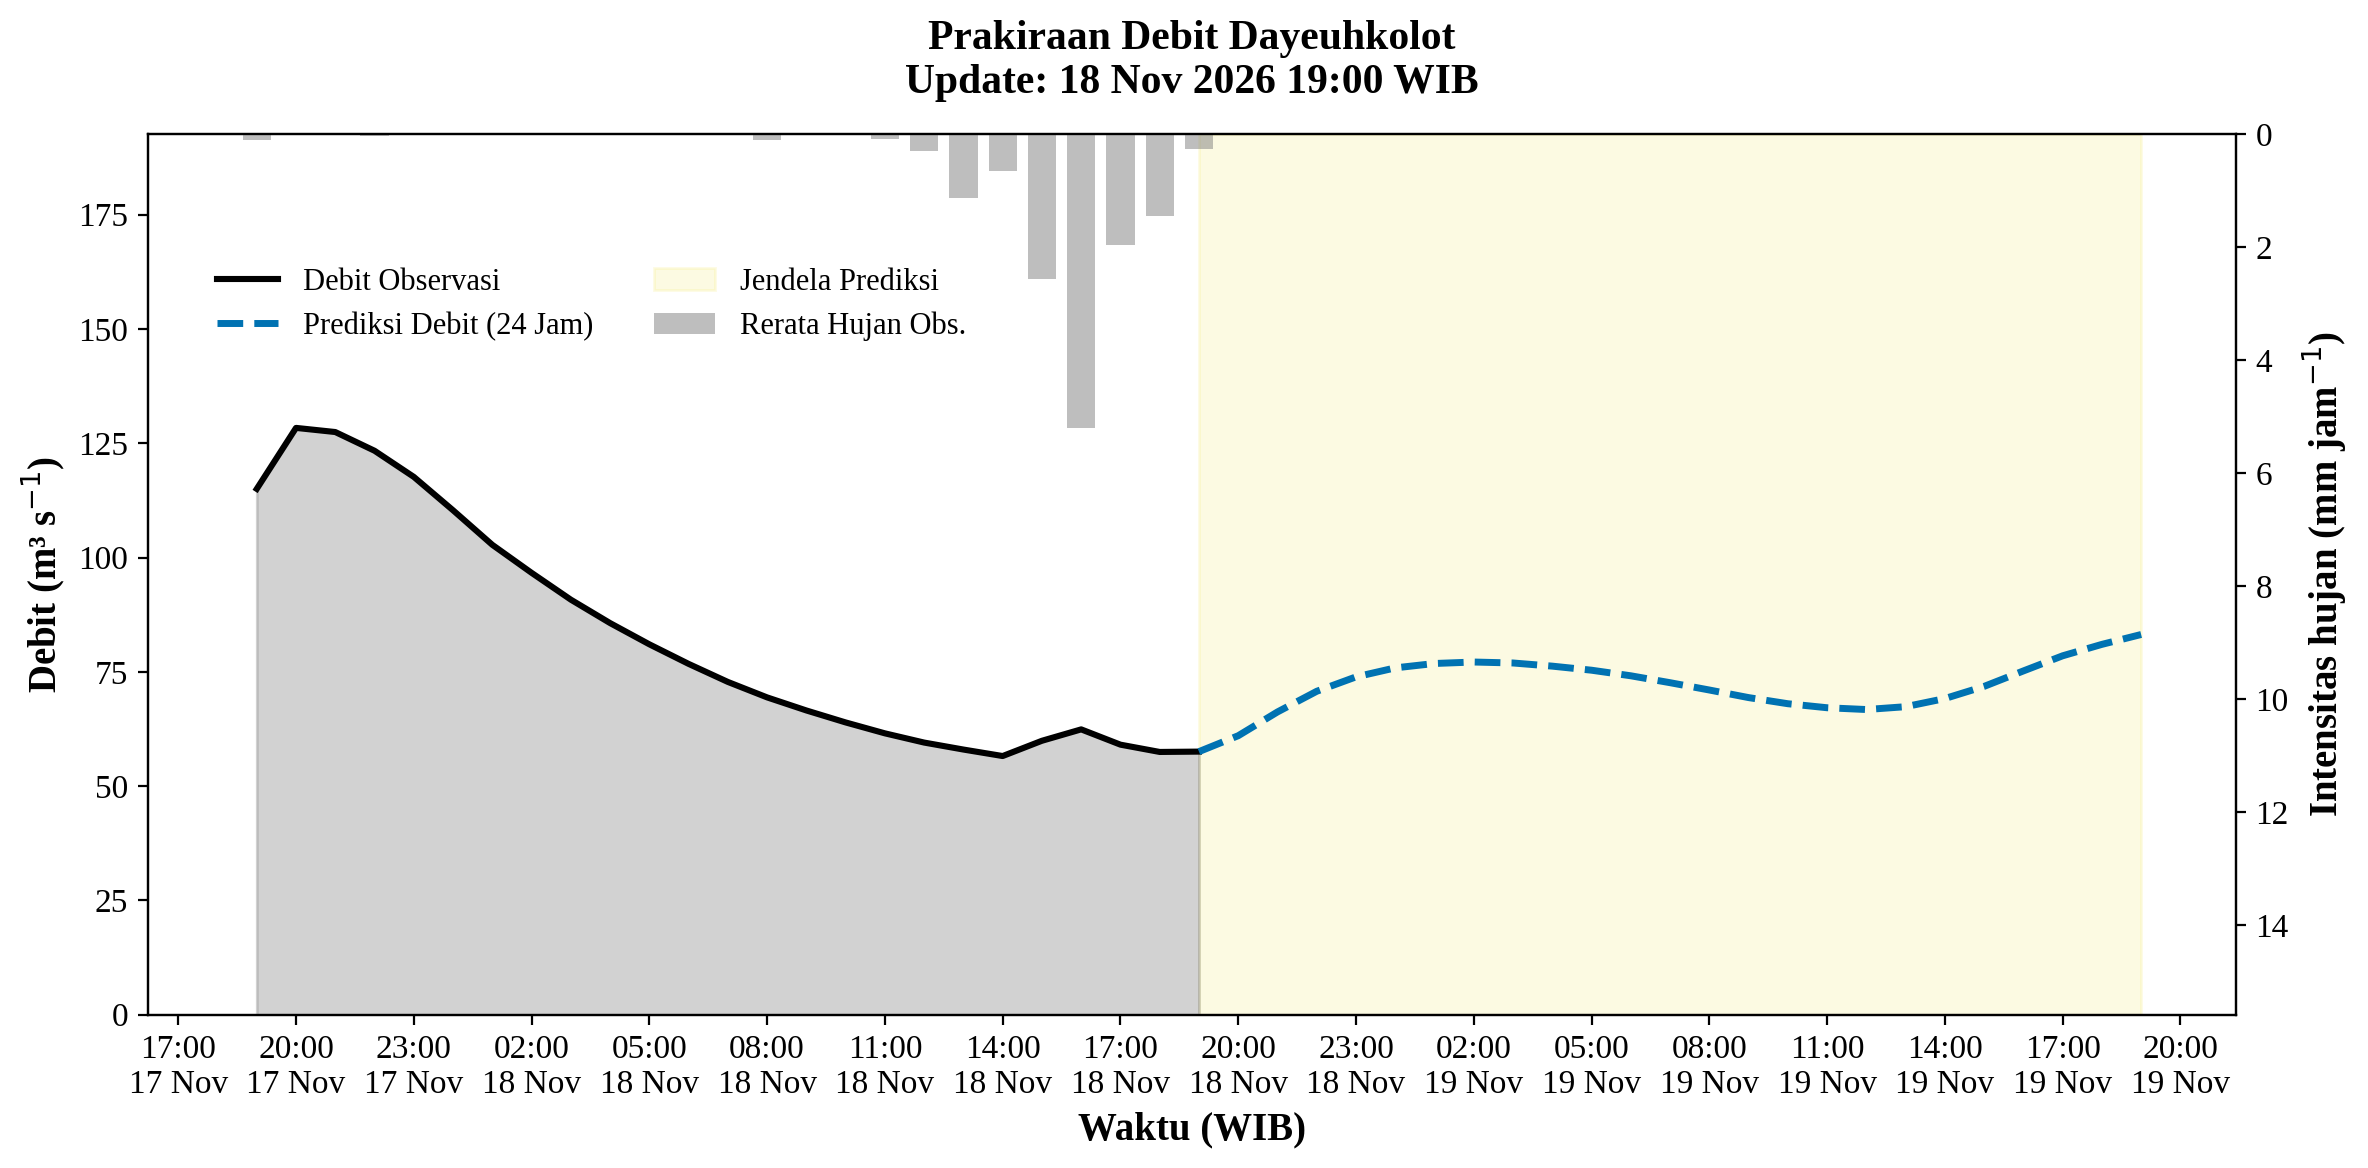 Prakiraan Debit Dayeuhkolot
Update: 18 Nov 2026 19:00 WIB
Debit (m³ s⁻¹)
175
150
125
100
75
50
25
0
Debit Observasi
Prediksi Debit (24 Jam)
Jendela Prediksi
Rerata Hujan Obs.
0
2
4
6
8
10
12
14
Intensitas hujan (mm jam⁻¹)
17:00 20:00 23:00 02:00 05:00 08:00 11:00 14:00 17:00 20:00 23:00 02:00 05:00 08:00 11:00 14:00 17:00 20:00
17 Nov 17 Nov 17 Nov 18 Nov 18 Nov 18 Nov 18 Nov 18 Nov 18 Nov 18 Nov 18 Nov 19 Nov 19 Nov 19 Nov 19 Nov 19 Nov 19 Nov 19 Nov
Waktu (WIB)